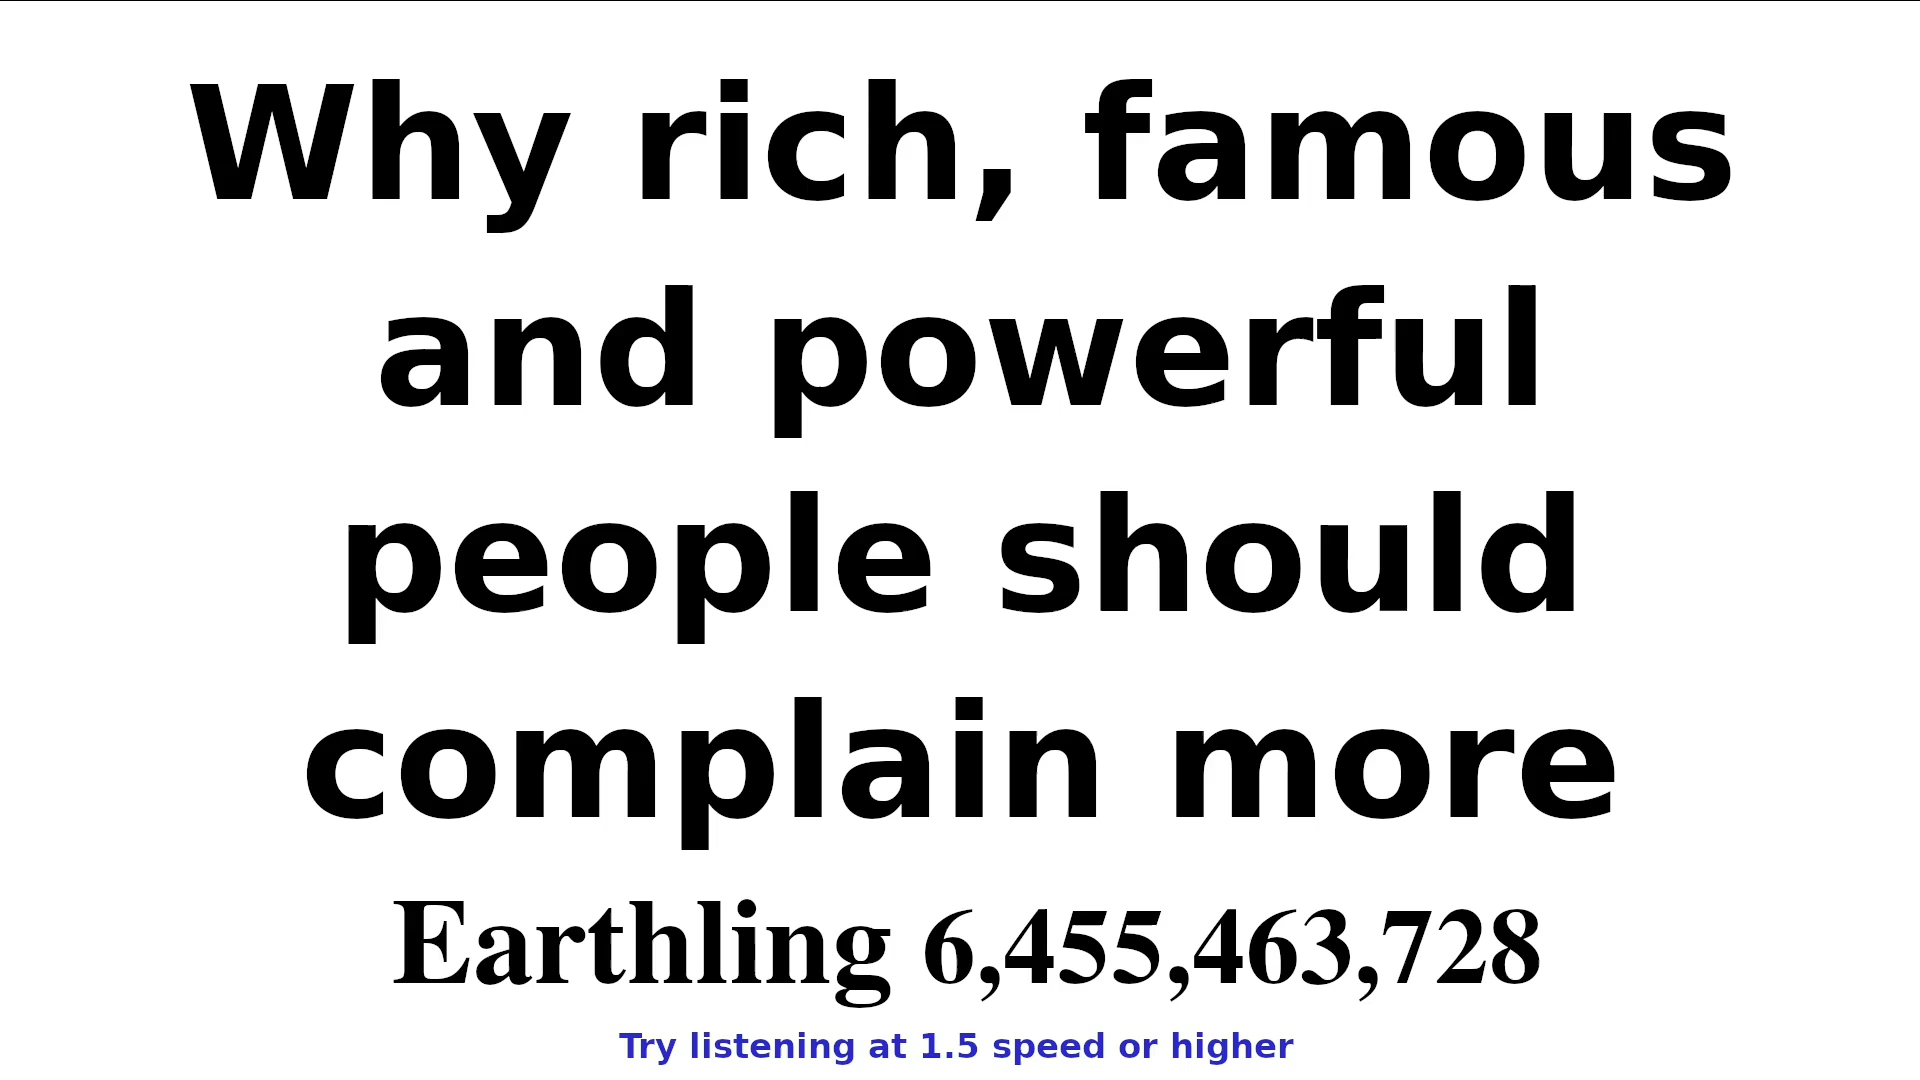 Why rich, famous
and powerful
people should
complain more
Earthling 6,455,463,728
Try listening at 1.5 speed or higher